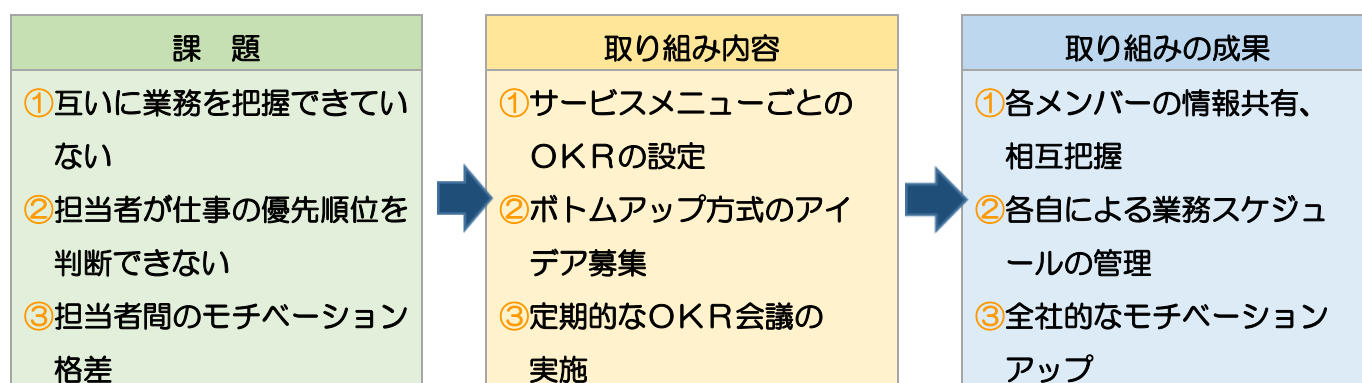 課　題
①互いに業務を把握できてい
ない
②担当者が仕事の優先順位を
判断できない
③担当者間のモチベーション
格差
取り組み内容
①サービスメニューごとの
ＯＫＲの設定
②ボトムアップ方式のアイ
デア募集
③定期的なＯＫＲ会議の
実施
取り組みの成果
①各メンバーの情報共有、
相互把握
②各自による業務スケジュ
ールの管理
③全社的なモチベーション
アップ